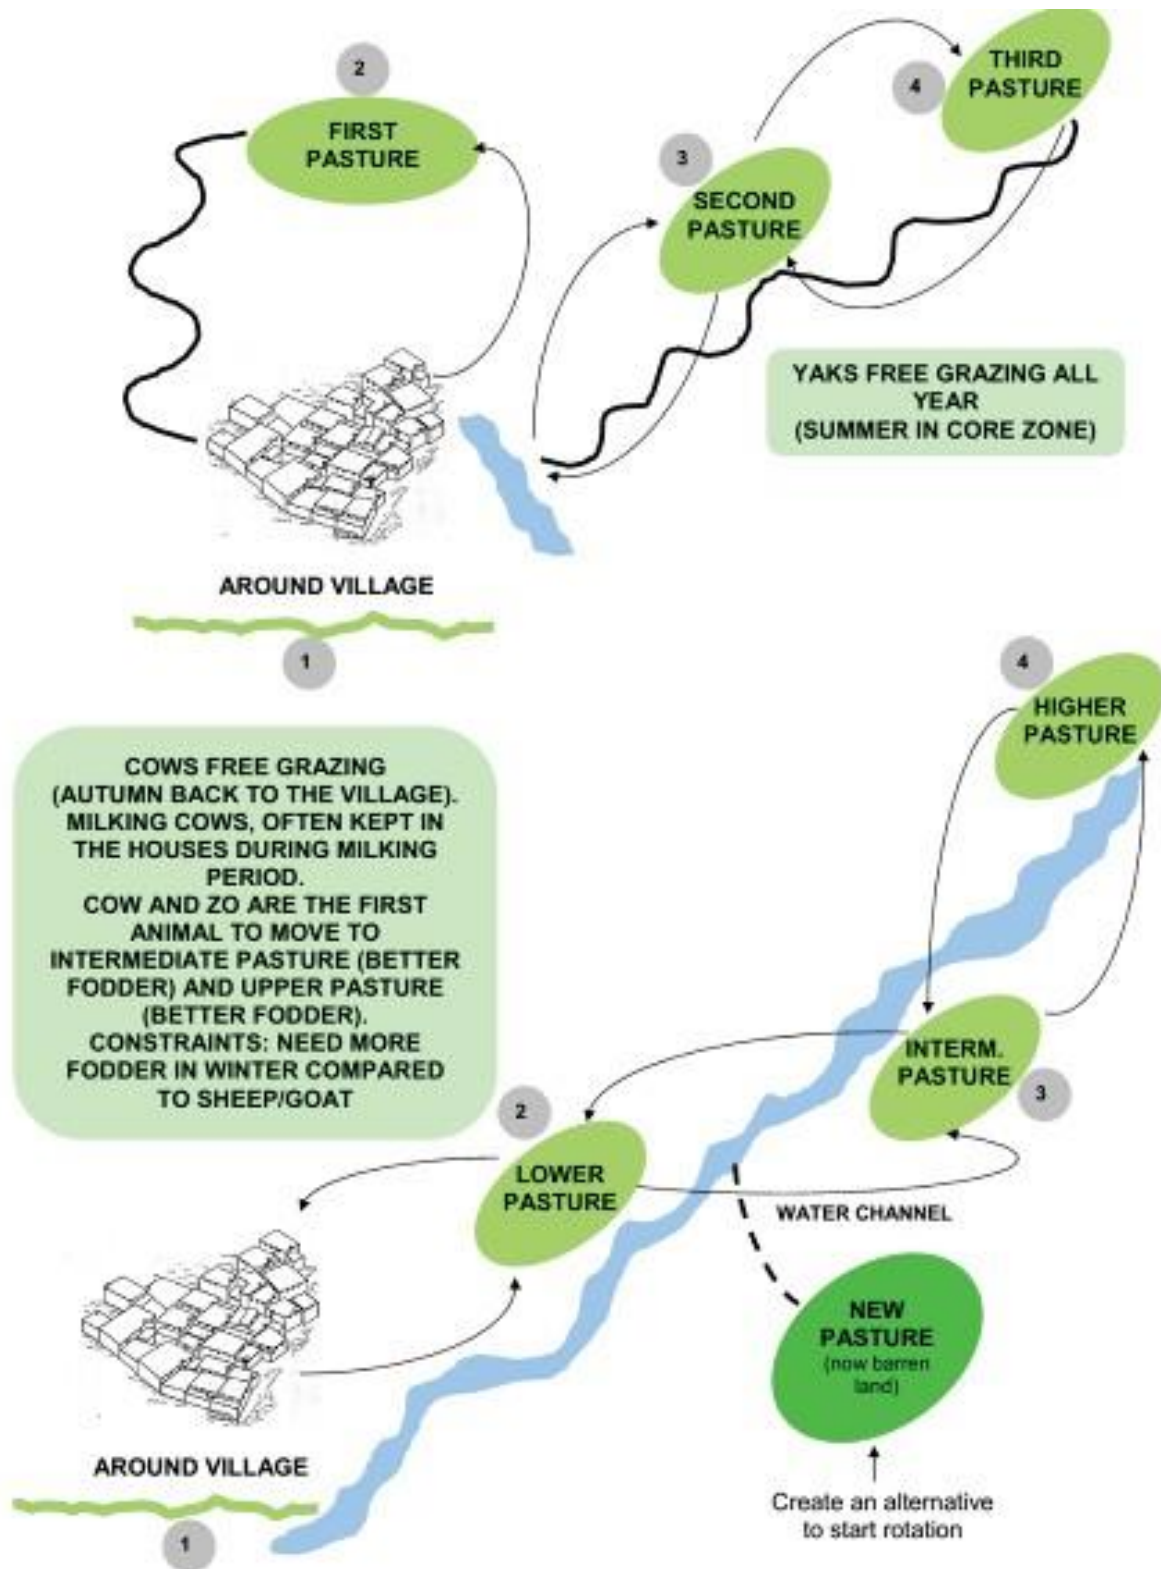 2
FIRST
PASTURE
4
THIRD
PASTURE
3
SECOND
PASTURE
YAKS FREE GRAZING ALL
YEAR
(SUMMER IN CORE ZONE)
AROUND VILLAGE
1
4
HIGHER
PASTURE
COWS FREE GRAZING
(AUTUMN BACK TO THE VILLAGE).
MILKING COWS, OFTEN KEPT IN
THE HOUSES DURING MILKING
PERIOD.
COW AND ZO ARE THE FIRST
ANIMAL TO MOVE TO
INTERMEDIATE PASTURE (BETTER
FODDER) AND UPPER PASTURE
(BETTER FODDER).
CONSTRAINTS: NEED MORE
FODDER IN WINTER COMPARED
TO SHEEP/GOAT
INTERM.
PASTURE
3
2
LOWER
PASTURE
WATER CHANNEL
NEW
PASTURE
(now barren
land)
AROUND VILLAGE
1
Create an alternative
to start rotation